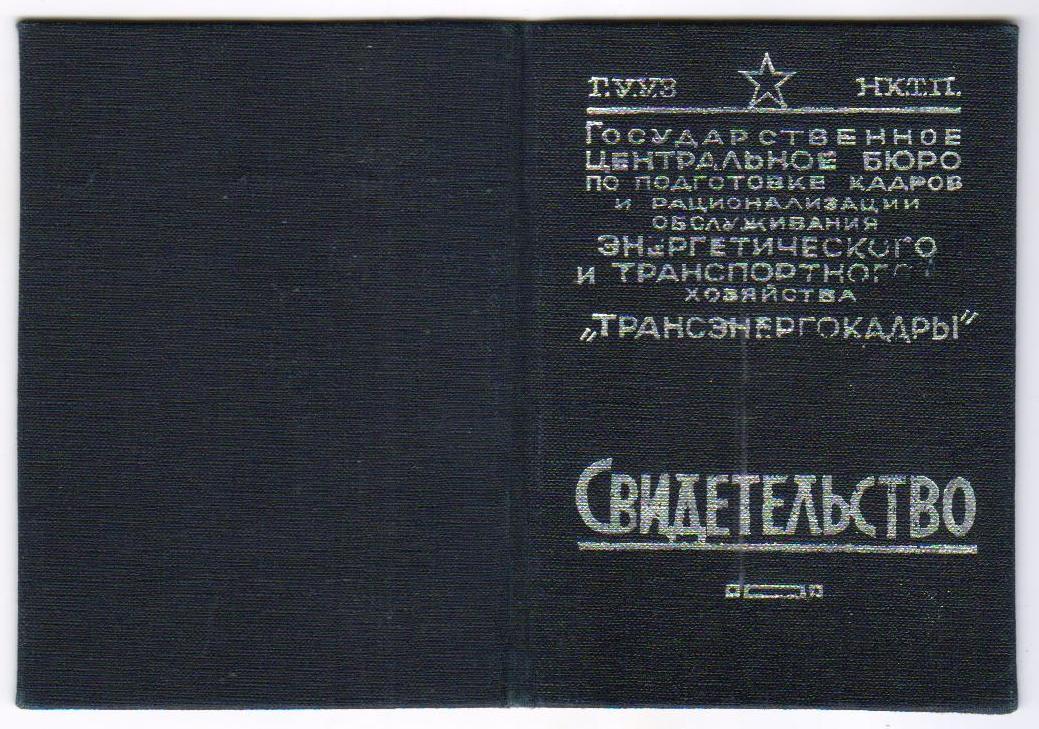 Г.У.У.З Н.К.Т.П.
Государственное
Центральное Бюро
по подготовке кадров
и рационализации
обслуживания
энергетического
и транспортного
хозяйства
„Трансэнергокадры"
Свидетельство